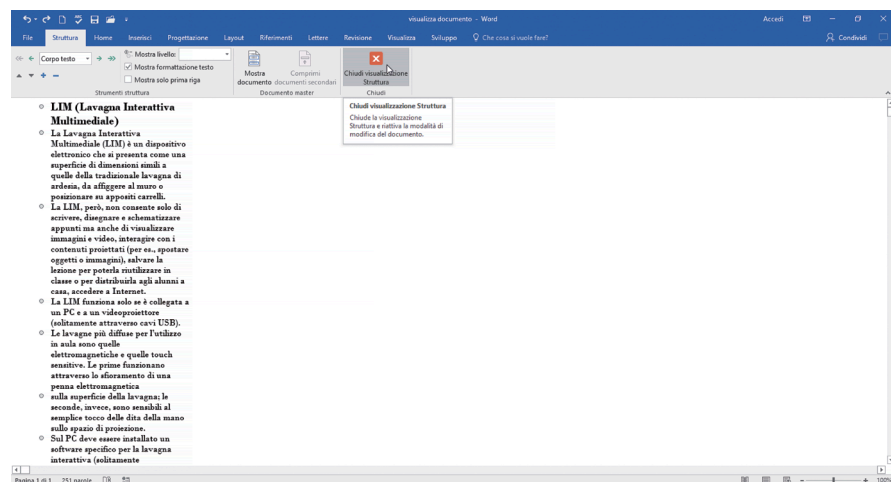 visualizza documento - Word
Accedi
File Struttura Home Inserisci Progettazione Layout Riferimenti Lettere Revisione Visualizza Sviluppo Che cosa si vuole fare?
Condividi
Corpo testo
Mostra livello:
Mostra formattazione testo
Mostra solo prima riga
Strumenti struttura
Mostra documento
Comprimi documenti secondari
Documento master
Chiudi visualizzazione
Struttura
Chiudi
Chiudi visualizzazione Struttura
Chiude la visualizzazione
Struttura e riattiva la modalità di
modifica del documento.
LIM (Lavagna Interattiva
Multimediale)
La Lavagna Interattiva
Multimediale (LIM) è un dispositivo
elettronico che si presenta come una
superficie di dimensioni simili a
quelle della tradizionale lavagna di
ardesia, da affiggere al muro o
posizionare su appositi carrelli.
La LIM, però, non consente solo di
scrivere, disegnare e schematizzare
appunti ma anche di visualizzare
immagini e video, interagire con i
contenuti proiettati (per es., spostare
oggetti o immagini), salvare la
lezione per poterla riutilizzare in
classe o per distribuirla agli alunni a
casa, accedere a Internet.
La LIM funziona solo se è collegata a
un PC e a un videoproiettore
(solitamente attraverso cavi USB).
Le lavagne più diffuse per l'utilizzo
in aula sono quelle
elettromagnetiche e quelle touch
sensitive. Le prime funzionano
attraverso lo sfioramento di una
penna elettromagnetica
sulla superficie della lavagna; le
seconde, invece, sono sensibili al
semplice tocco delle dita della mano
sullo spazio di proiezione.
Sul PC deve essere installato un
software specifico per la lavagna
interattiva (solitamente
Pagina 1 di 1 251 parole
100%